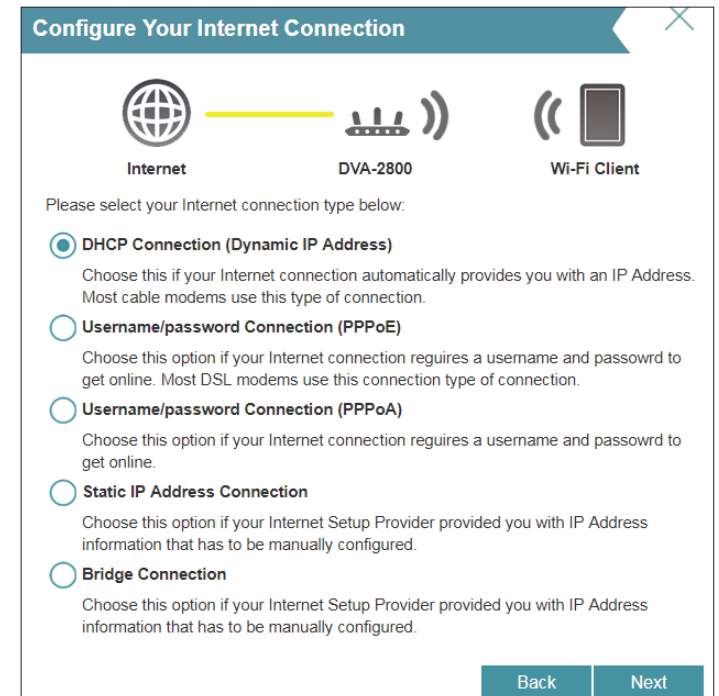 Configure Your Internet Connection
Internet
DVA-2800
Wi-Fi Client
Please select your Internet connection type below:
DHCP Connection (Dynamic IP Address)
Choose this if your Internet connection automatically provides you with an IP Address.
Most cable modems use this type of connection.
Username/password Connection (PPPoE)
Choose this option if your Internet connection reguires a username and passowrd to
get online. Most DSL modems use this connection type of connection.
Username/password Connection (PPPoA)
Choose this option if your Internet connection reguires a username and passowrd to
get online.
Static IP Address Connection
Choose this option if your Internet Setup Provider provided you with IP Address
information that has to be manually configured.
Bridge Connection
Choose this option if your Internet Setup Provider provided you with IP Address
information that has to be manually configured.
Back
Next